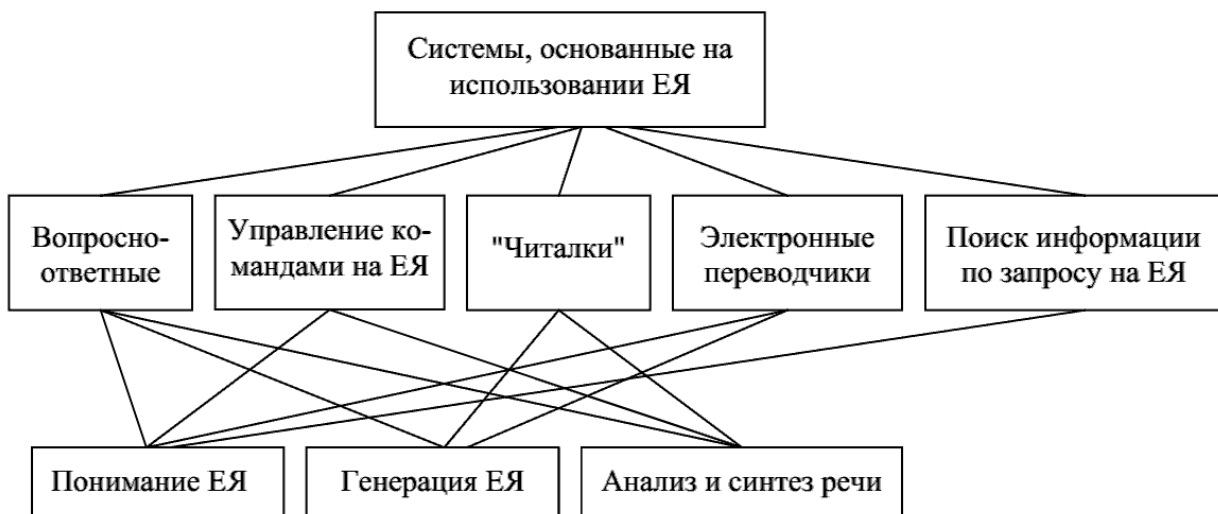 Системы, основанные на
использовании ЕЯ
Вопросно-
ответные
Управление ко-
мандами на ЕЯ
"Читалки"
Электронные
переводчики
Поиск информации
по запросу на ЕЯ
Понимание ЕЯ
Генерация ЕЯ
Анализ и синтез речи